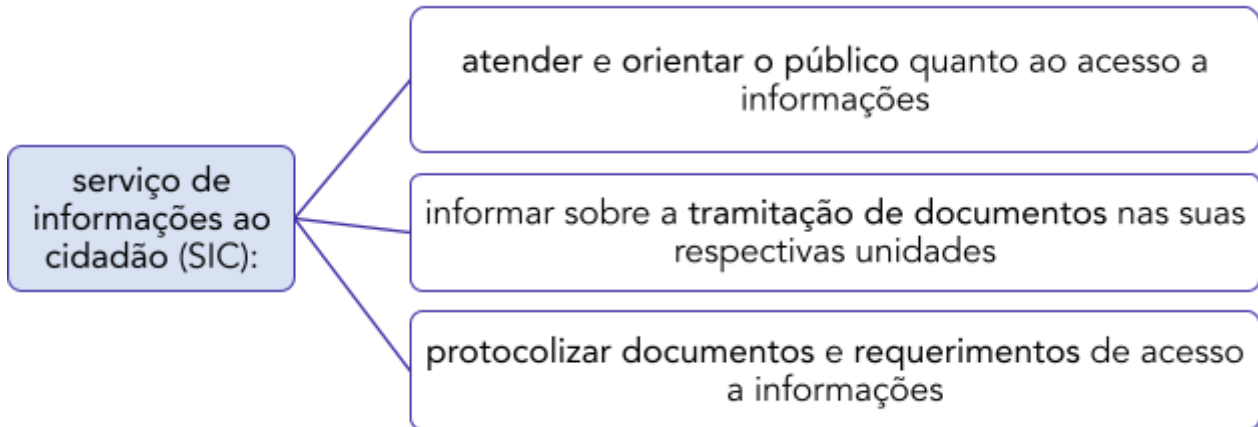 serviço de
informações ao
cidadão (SIC):
atender e orientar o público quanto ao acesso a
informações
informar sobre a tramitação de documentos nas suas
respectivas unidades
protocolizar documentos e requerimentos de acesso
a informações